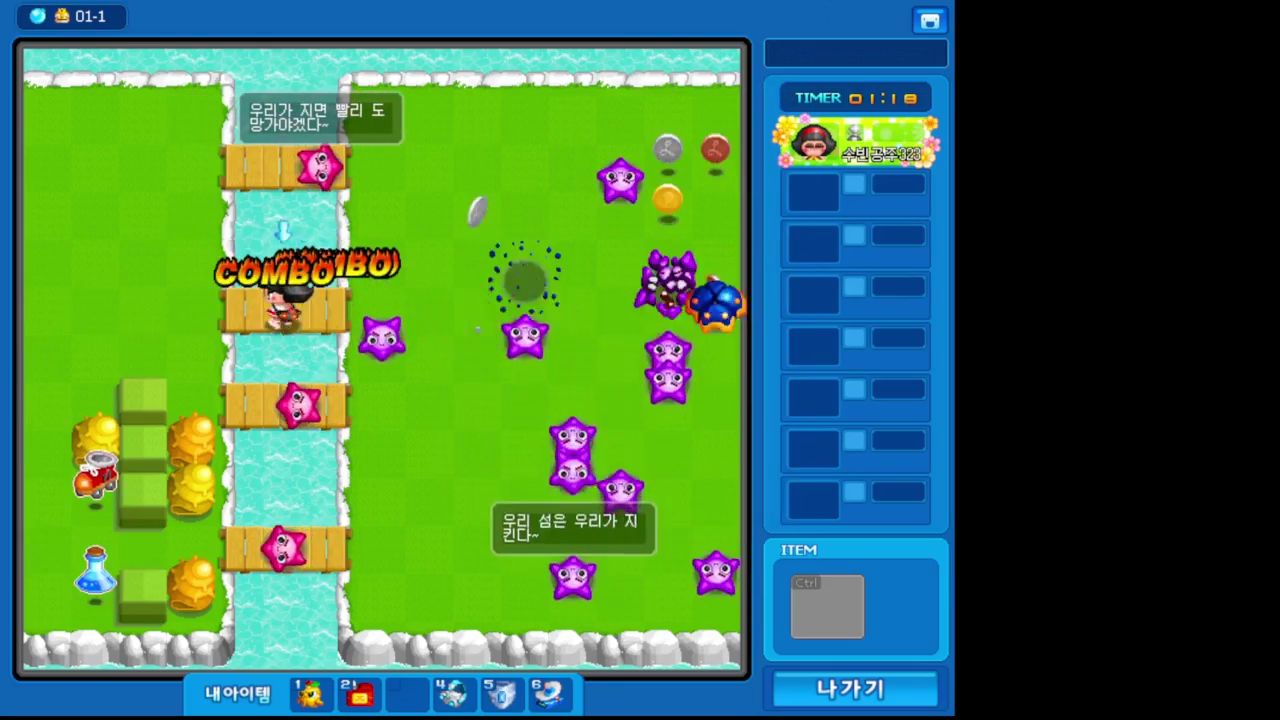 01-1
우리가 지면 빨리 도
망가야겠다~
TIMER 01:16
수빈공주323
COMBO
우리 섬은 우리가 지
킨다~
ITEM
Ctrl
내아이템
1
2
4
5
6
나가기